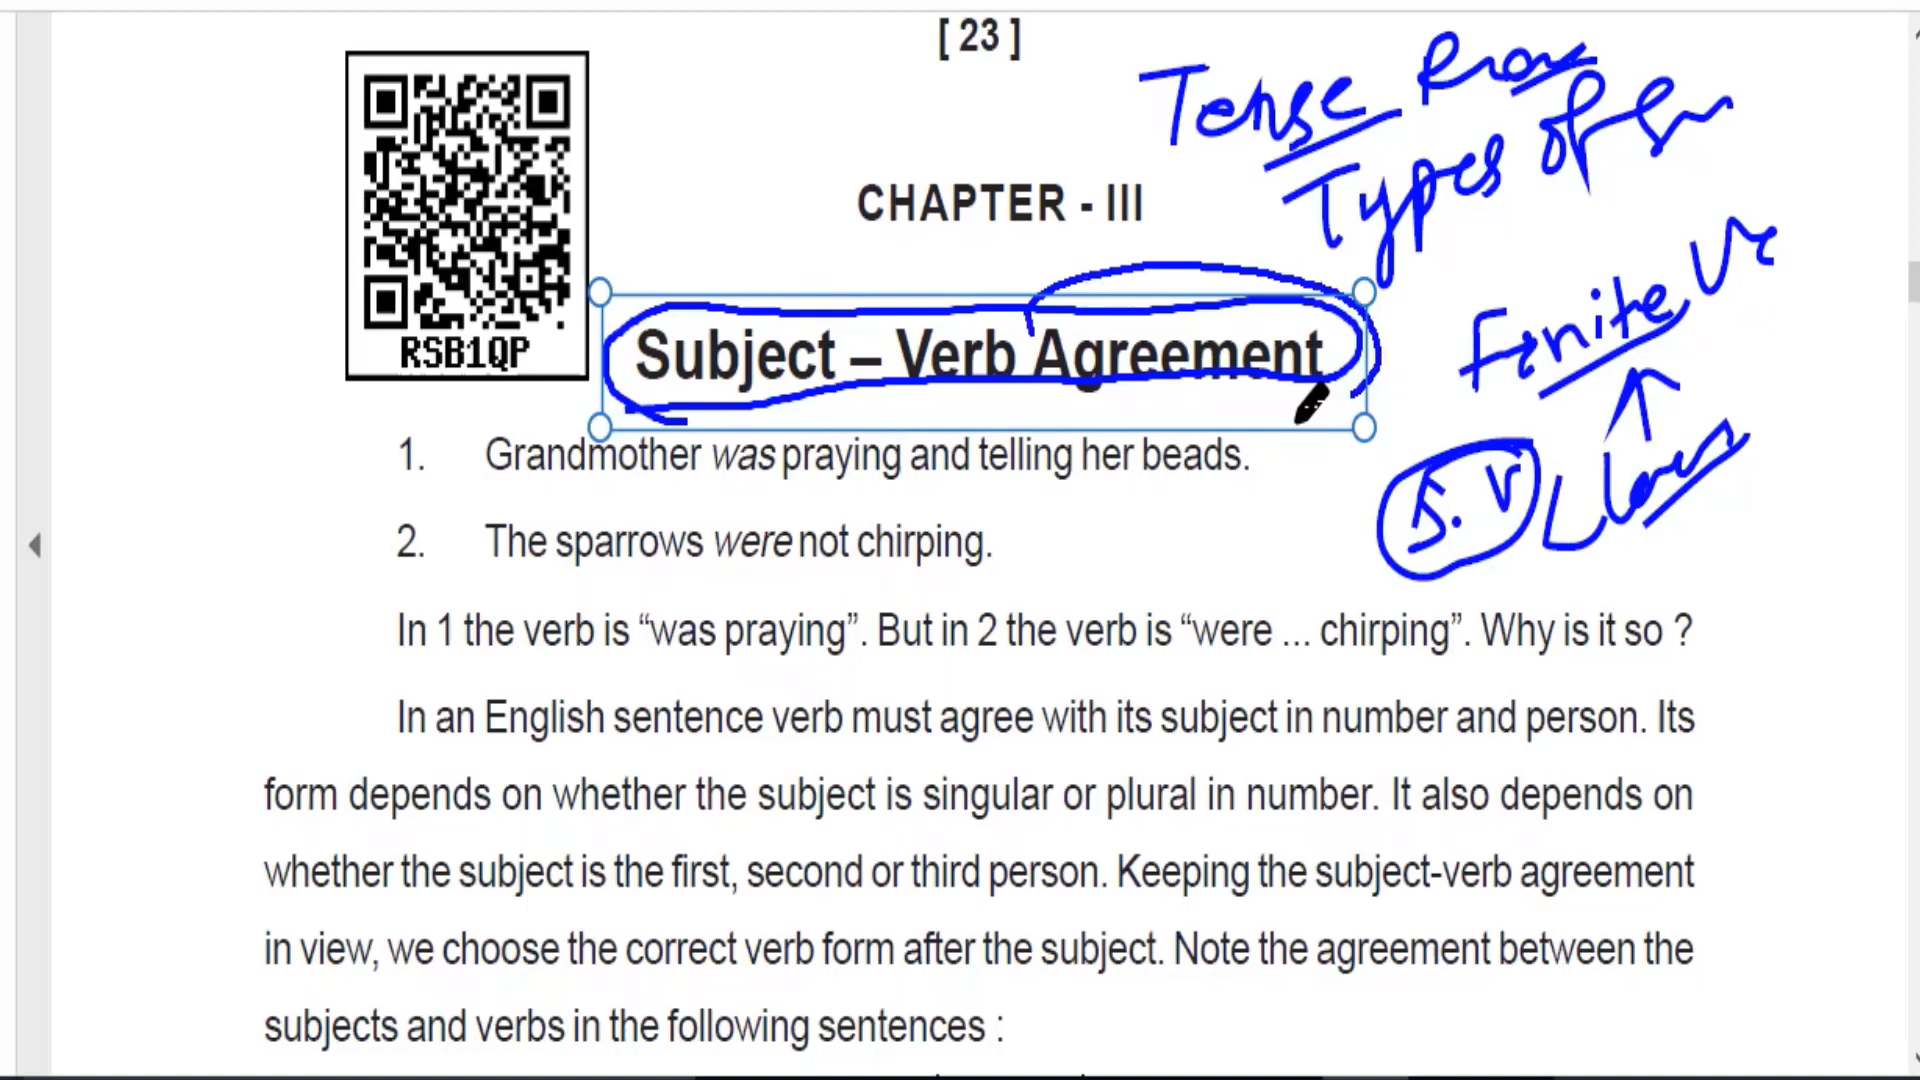 [ 23 ]
RSB1QP
CHAPTER - III
Subject – Verb Agreement
Tense
Types of
Finite
S. V
1. Grandmother was praying and telling her beads.
2. The sparrows were not chirping.
In 1 the verb is “was praying”. But in 2 the verb is “were ... chirping”. Why is it so ?
In an English sentence verb must agree with its subject in number and person. Its
form depends on whether the subject is singular or plural in number. It also depends on
whether the subject is the first, second or third person. Keeping the subject-verb agreement
in view, we choose the correct verb form after the subject. Note the agreement between the
subjects and verbs in the following sentences :